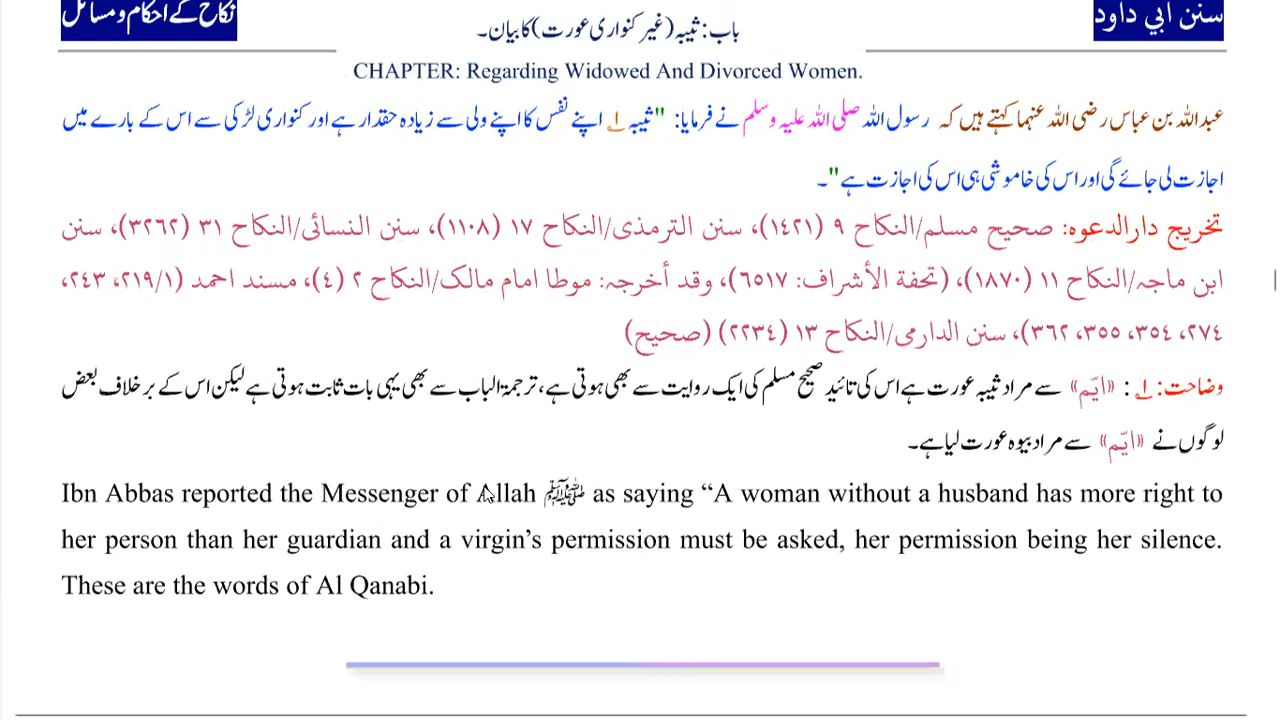 سنن ابي داود
نکاح کے احکام و مسائل
باب: ثیبہ (غیر کنواری عورت) کا بیان۔
CHAPTER: Regarding Widowed And Divorced Women.
عبداللہ بن عباس رضی اللہ عنہما کہتے ہیں کہ رسول اللہ صلی اللہ علیہ وسلم نے فرمایا: "ثیبہ ۱؎ اپنے نفس کا اپنے ولی سے زیادہ حقدار ہے اور کنواری لڑکی سے اس کے بارے میں
اجازت لی جائے گی اور اس کی خاموشی ہی اس کی اجازت ہے"۔
تخریج دارالدعوہ: صحیح مسلم/النکاح ۹ (۱۴۲۱)، سنن الترمذی/النکاح ۱۷ (۱۱۰۸)، سنن النسائی/النکاح ۳۱ (۳۲۶۲)، سنن
ابن ماجہ/النکاح ۱۱ (۱۸۷۰)، (تحفة الأشراف: ۶۵۱۷)، وقد أخرجہ: موطا امام مالک/النکاح ۲ (۴)، مسند احمد (۲۱۹/۱، ۲۴۳،
۲۷۴، ۳۵۴، ۳۵۵، ۳۶۲)، سنن الدارمی/النکاح ۱۳ (۲۲۳۴) (صحیح)
وضاحت: ۱؎ : «ایّم» سے مراد ثیبہ عورت ہے اس کی تائید صحیح مسلم کی ایک روایت سے بھی ہوتی ہے، ترجمۃ الباب سے بھی یہی بات ثابت ہوتی ہے لیکن اس کے برخلاف بعض
لوگوں نے «ایّم» سے مراد بیوہ عورت لیا ہے۔
Ibn Abbas reported the Messenger of Allah ﷺ as saying “A woman without a husband has more right to
her person than her guardian and a virgin’s permission must be asked, her permission being her silence.
These are the words of Al Qanabi.